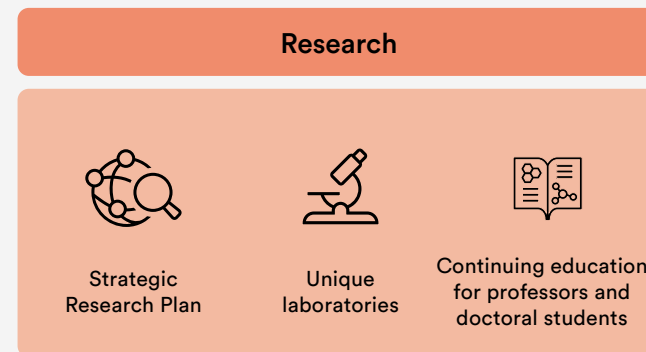 Research
Strategic
Research Plan
Unique
laboratories
Continuing education
for professors and
doctoral students